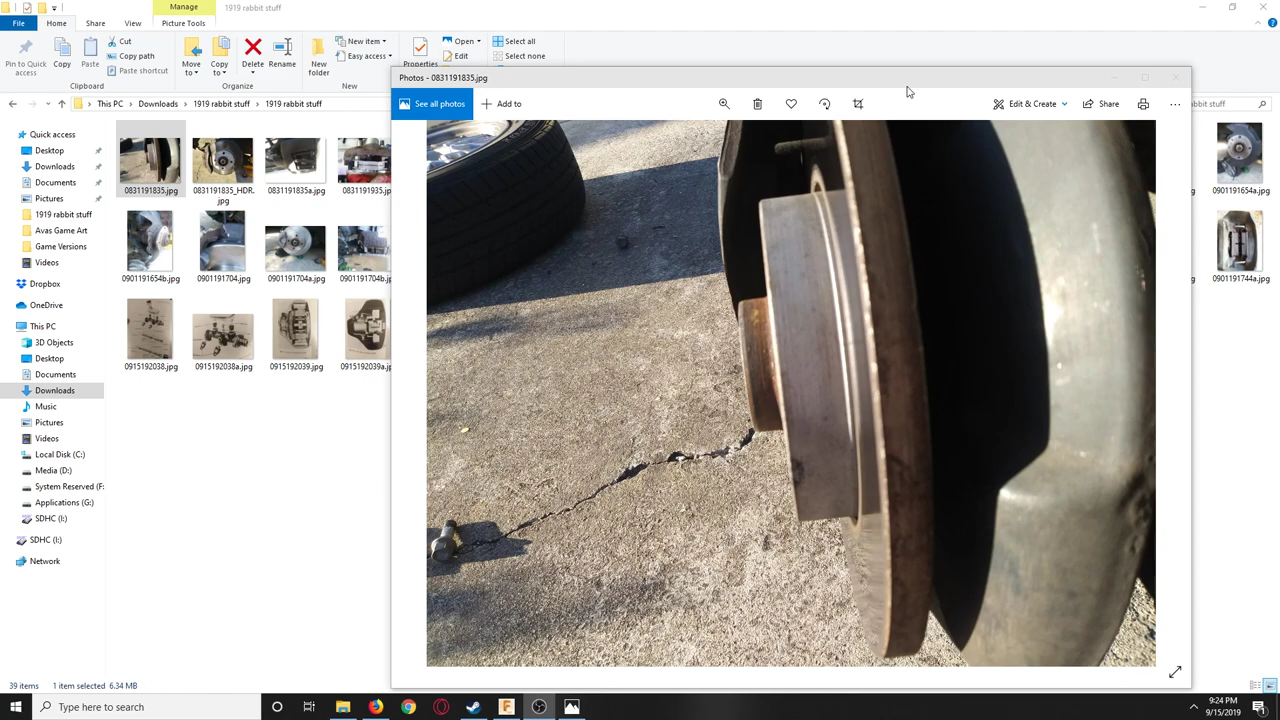 Manage
1919 rabbit stuff
File
Home
Share
View
Picture Tools
Pin to Quick access
Copy
Paste
Cut
Copy path
Paste shortcut
Clipboard
Move to
Copy to
Delete
Rename
Organize
New folder
New item
Easy access
New
Properties
Open
Edit
Select all
Select none
This PC
Downloads
1919 rabbit stuff
1919 rabbit stuff
Photos - 0831191835.jpg
See all photos
Add to
Edit & Create
Share
rabbit stuff
Quick access
Desktop
Downloads
Documents
Pictures
1919 rabbit stuff
Avas Game Art
Game Versions
Videos
Dropbox
OneDrive
This PC
3D Objects
Desktop
Documents
Downloads
Music
Pictures
Videos
Local Disk (C:)
Media (D:)
System Reserved (F:
Applications (G:)
SDHC (I:)
SDHC (I:)
Network
0831191835.jpg
0831191835_HDR.
jpg
0831191835a.jpg
0831191935.jpg
0901191654a.jpg
0901191654b.jpg
0901191704.jpg
0901191704a.jpg
0901191704b.jpg
0901191744a.jpg
0915192038.jpg
0915192038a.jpg
0915192039.jpg
0915192039a.jpg
39 items
1 item selected 6.34 MB
Type here to search
9:24 PM
9/15/2019
1